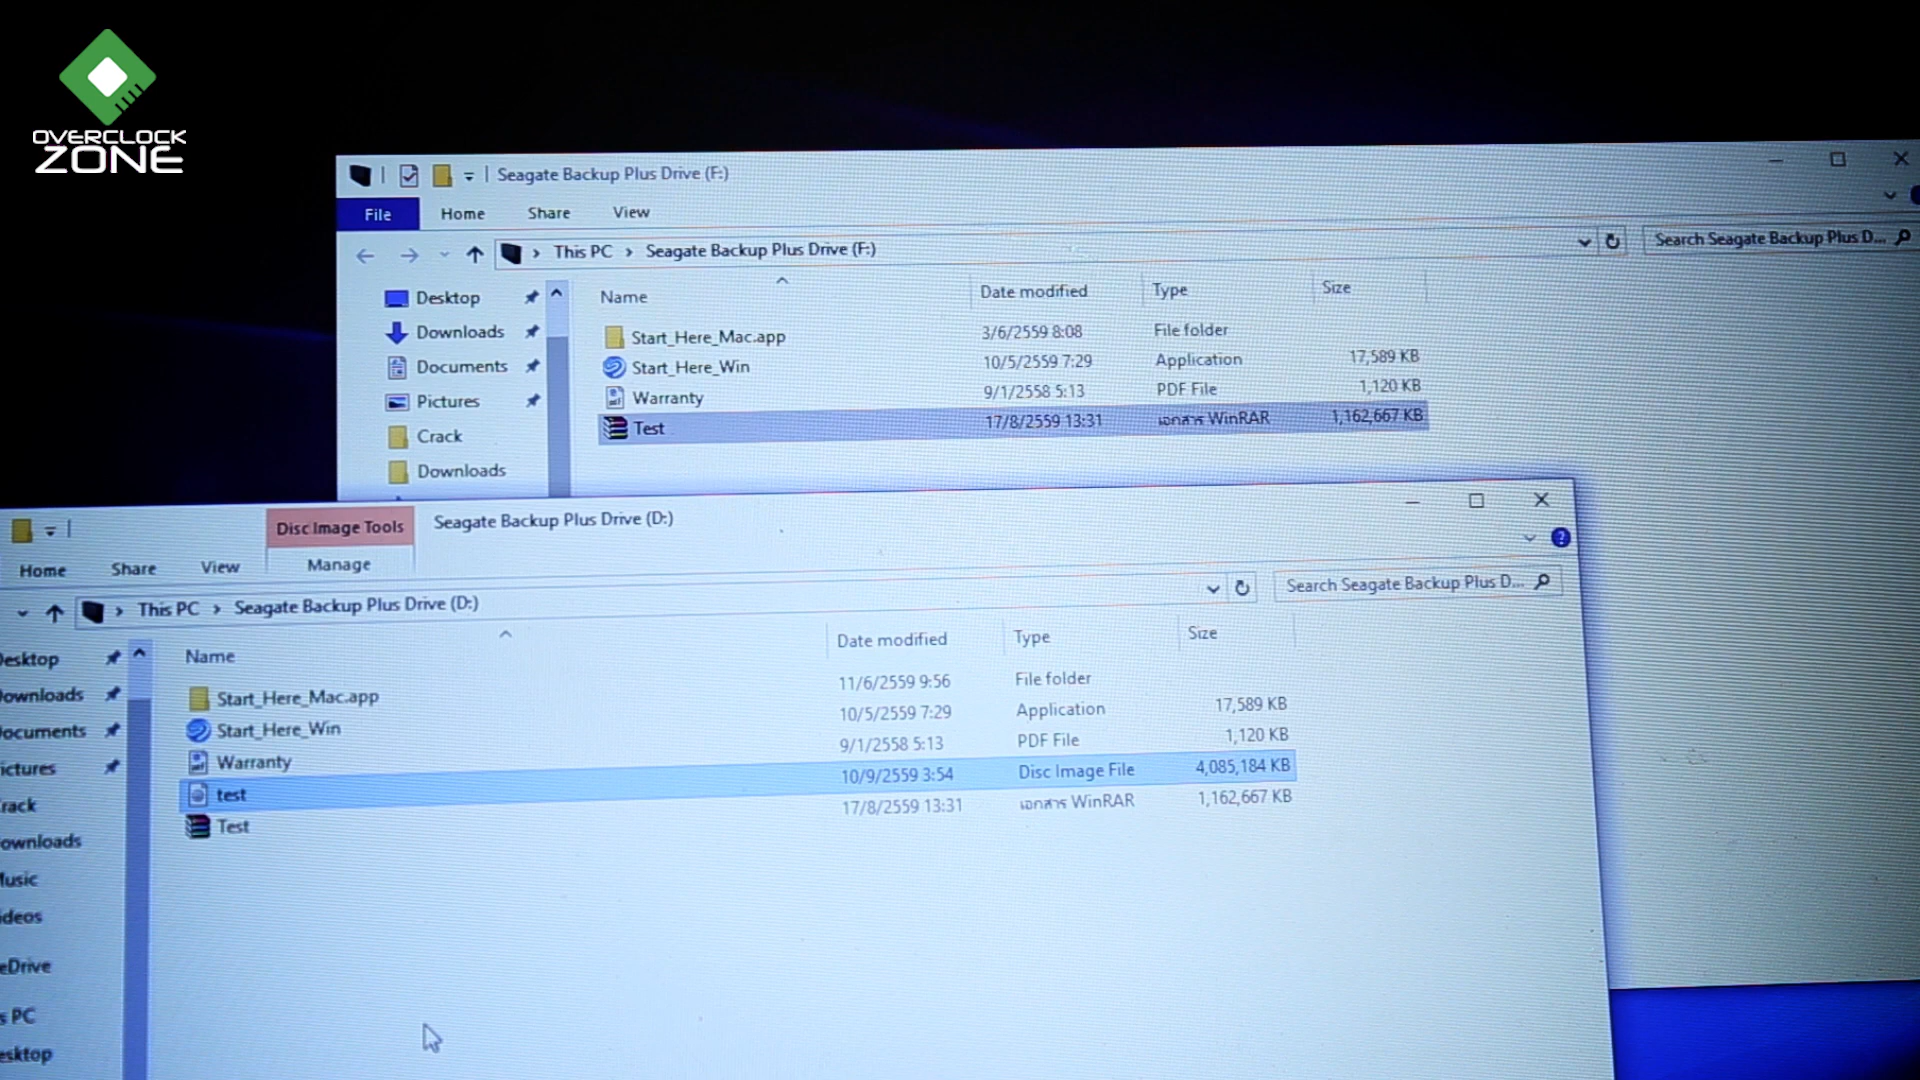 OVERCLOCK
ZONE
Seagate Backup Plus Drive (F:)
File Home Share View
This PC › Seagate Backup Plus Drive (F:)
Search Seagate Backup Plus D...
Name Date modified Type Size
Desktop
Downloads
Documents
Pictures
Crack
Downloads
Start_Here_Mac.app 3/6/2559 8:08 File folder
Start_Here_Win 10/5/2559 7:29 Application 17,589 KB
Warranty 9/1/2558 5:13 PDF File 1,120 KB
Test 17/8/2559 13:31 เอกสาร WinRAR 1,162,667 KB
Disc Image Tools Seagate Backup Plus Drive (D:)
Home Share View Manage
This PC › Seagate Backup Plus Drive (D:)
Search Seagate Backup Plus D...
Name Date modified Type Size
esktop
ownloads
ocuments
ictures
rack
ownloads
usic
ideos
eDrive
s PC
esktop
Start_Here_Mac.app 11/6/2559 9:56 File folder
Start_Here_Win 10/5/2559 7:29 Application 17,589 KB
Warranty 9/1/2558 5:13 PDF File 1,120 KB
test 10/9/2559 3:54 Disc Image File 4,085,184 KB
Test 17/8/2559 13:31 เอกสาร WinRAR 1,162,667 KB